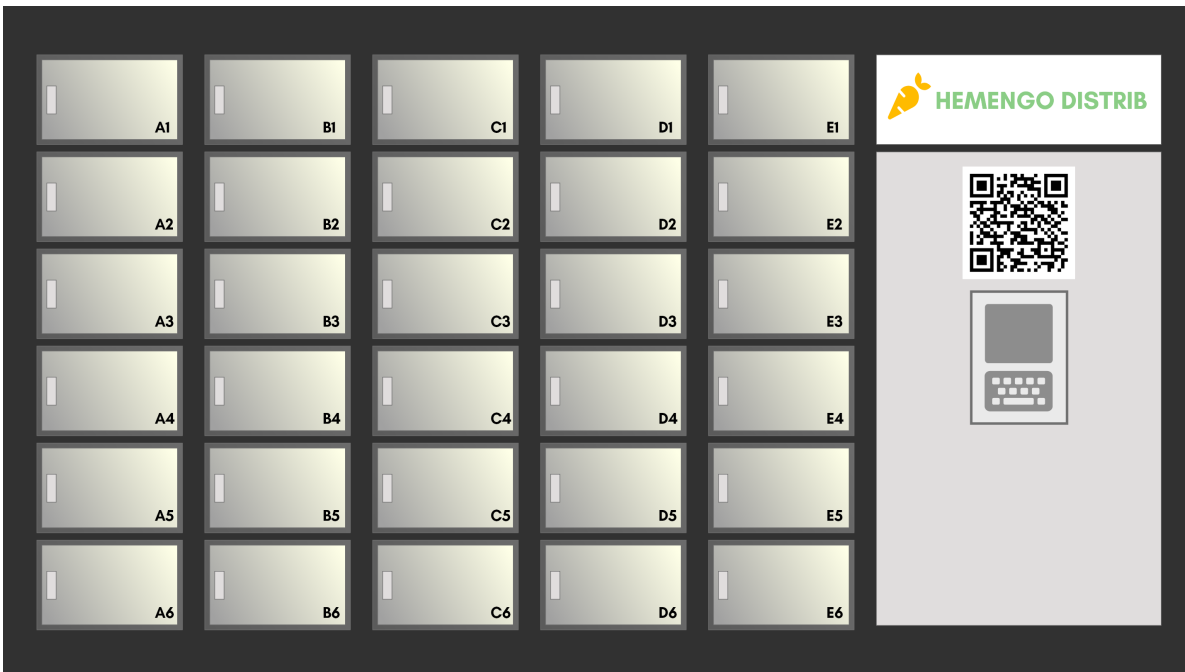 A1 B1 C1 D1 E1
HEMENGO DISTRIB
A2 B2 C2 D2 E2
A3 B3 C3 D3 E3
A4 B4 C4 D4 E4
A5 B5 C5 D5 E5
A6 B6 C6 D6 E6